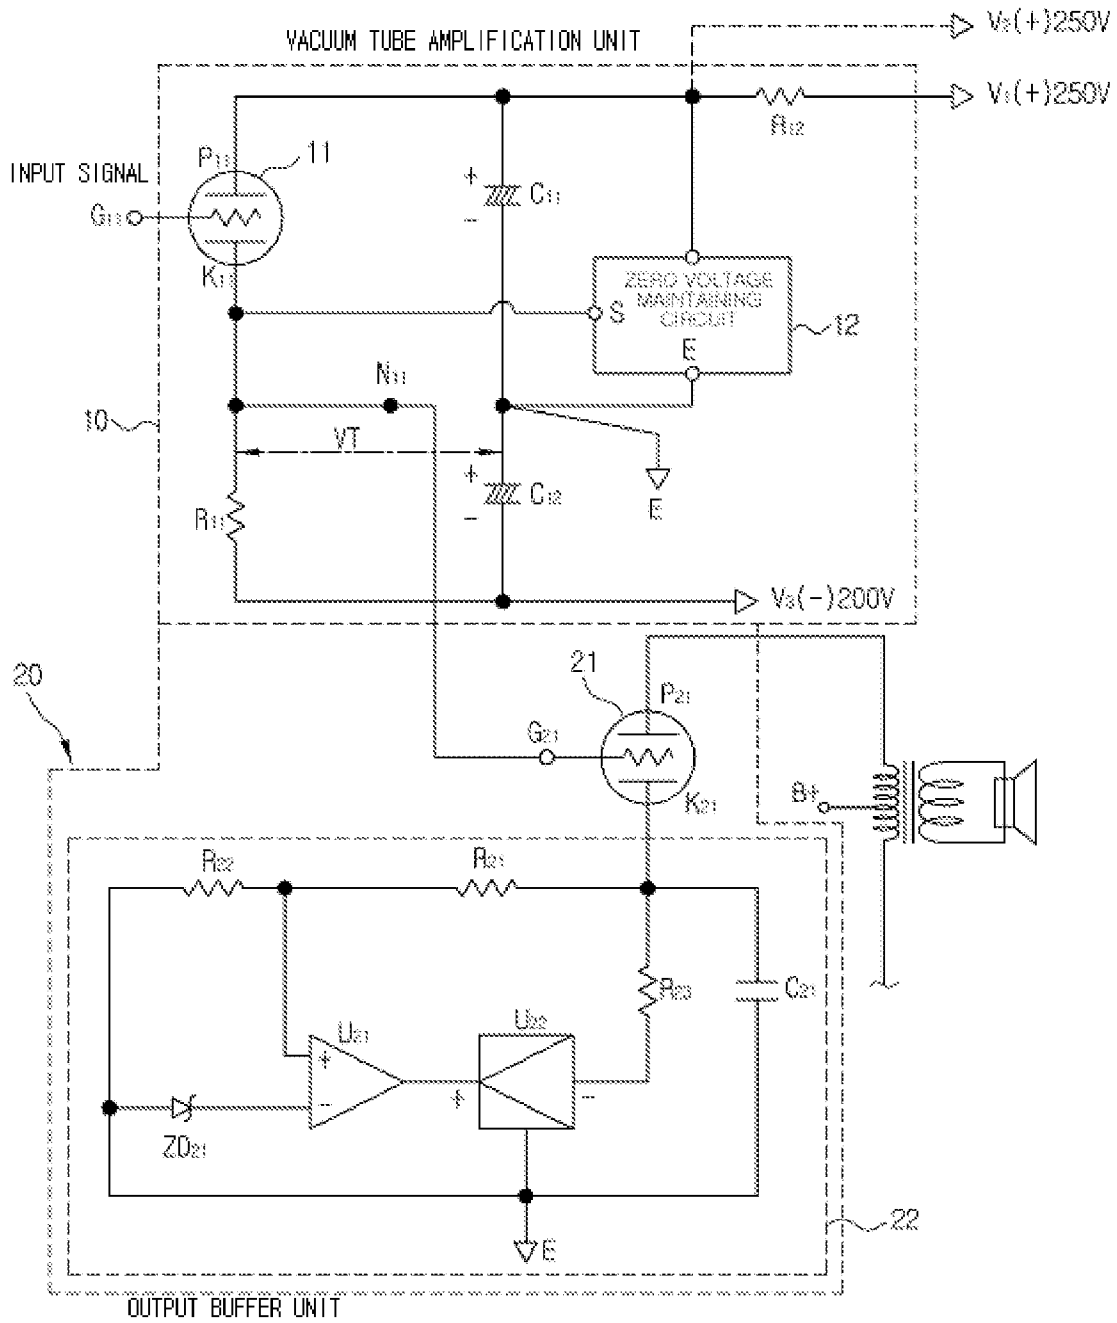 V2(+)250V
VACUUM TUBE AMPLIFICATION UNIT
V1(+)250V
R12
P11
11
INPUT SIGNAL
+
C11
-
G11
K11
ZERO VOLTAGE
MAINTAINING
CIRCUIT
S
12
E
N11
10
VT
+
C12
-
E
R11
V3(-)200V
20
21
P21
G21
K21
B+
R22
R21
R23
C21
U21
U22
+
+
-
-
ZD21
22
E
OUTPUT BUFFER UNIT